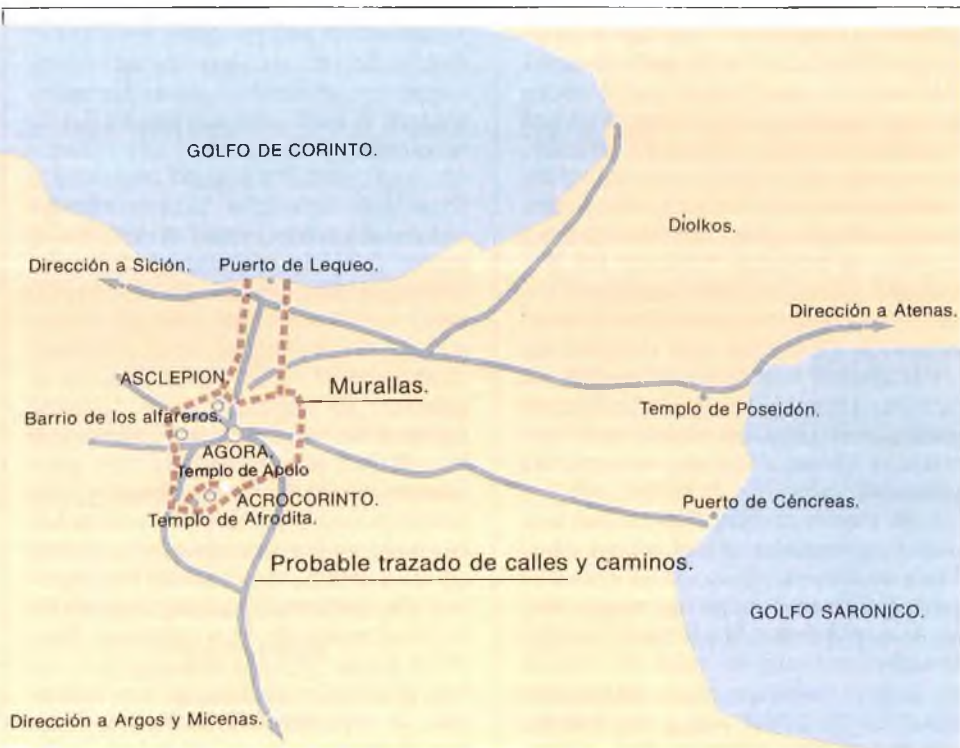 GOLFO DE CORINTO.
Diolkos.
Dirección a Sición.
Puerto de Lequeo.
Dirección a Atenas.
ASCLEPION.
Murallas.
Barrio de los alfareros.
Templo de Poseidón.
AGORA.
Templo de Apolo
ACROCORINTO.
Puerto de Céncreas.
Templo de Afrodita.
Probable trazado de calles y caminos.
GOLFO SARONICO.
Dirección a Argos y Micenas.